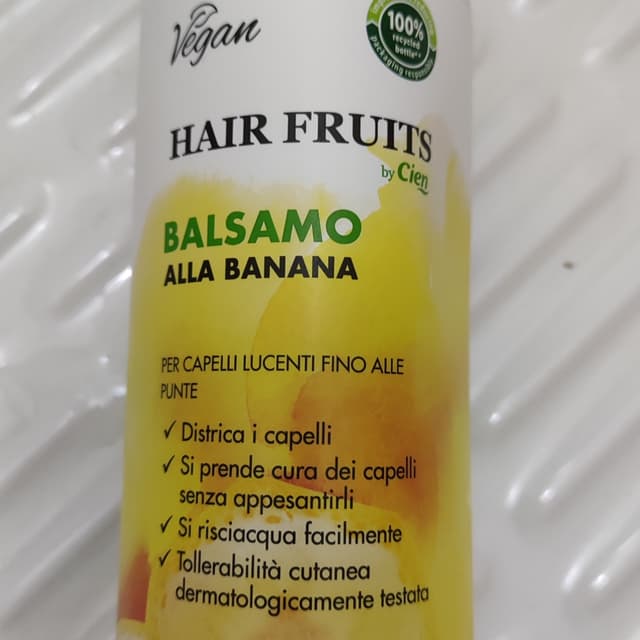 Vegan
100%
recycled
bottle**
packaging responsibly
HAIR FRUITS
by Cien
BALSAMO
ALLA BANANA
PER CAPELLI LUCENTI FINO ALLE
PUNTE
✓ Districa i capelli
✓ Si prende cura dei capelli
senza appesantirli
✓ Si risciacqua facilmente
✓ Tollerabilità cutanea
dermatologicamente testata